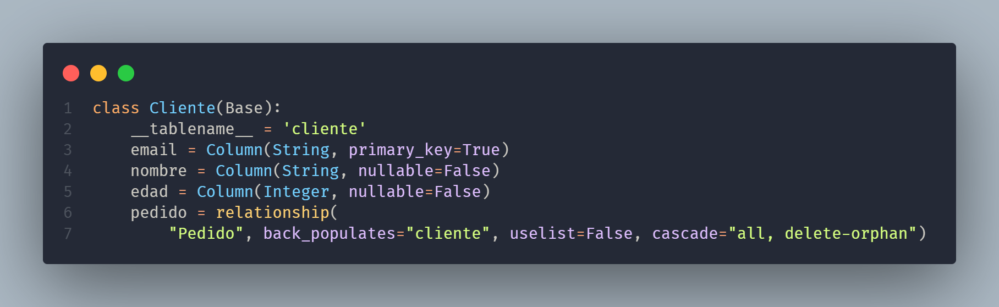 1 class Cliente(Base):
2     __tablename__ = 'cliente'
3     email = Column(String, primary_key=True)
4     nombre = Column(String, nullable=False)
5     edad = Column(Integer, nullable=False)
6     pedido = relationship(
7         "Pedido", back_populates="cliente", uselist=False, cascade="all, delete-orphan")